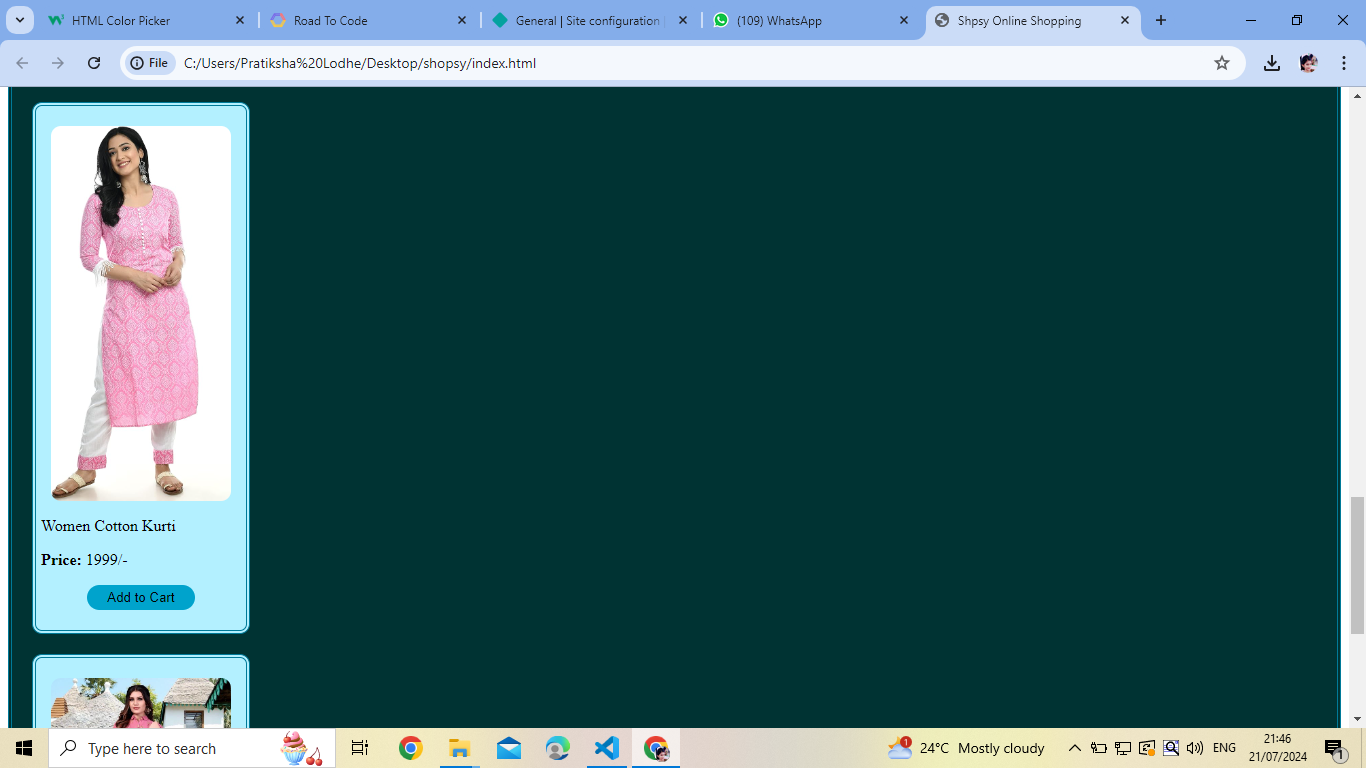 HTML Color Picker
Road To Code
General | Site configuration |
(109) WhatsApp
Shpsy Online Shopping
File
C:/Users/Pratiksha%20Lodhe/Desktop/shopsy/index.html
Women Cotton Kurti
Price: 1999/-
Add to Cart
Type here to search
1
24°C Mostly cloudy
ENG
21:46
21/07/2024
1